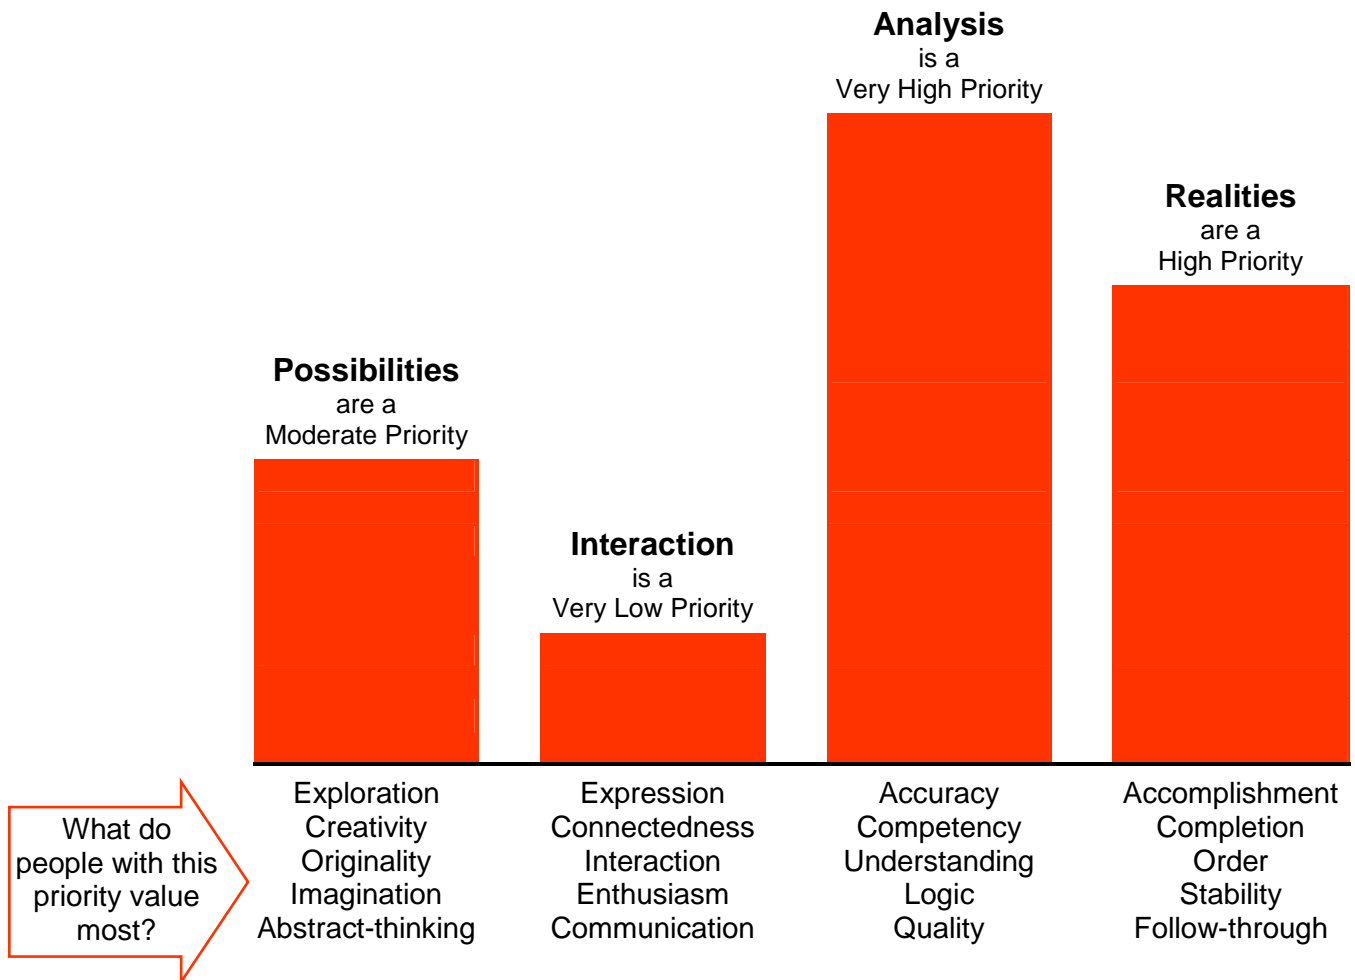 Analysis
is a
Very High Priority
Realities
are a
High Priority
Possibilities
are a
Moderate Priority
Interaction
is a
Very Low Priority
What do
people with this
priority value
most?
Exploration
Creativity
Originality
Imagination
Abstract-thinking
Expression
Connectedness
Interaction
Enthusiasm
Communication
Accuracy
Competency
Understanding
Logic
Quality
Accomplishment
Completion
Order
Stability
Follow-through